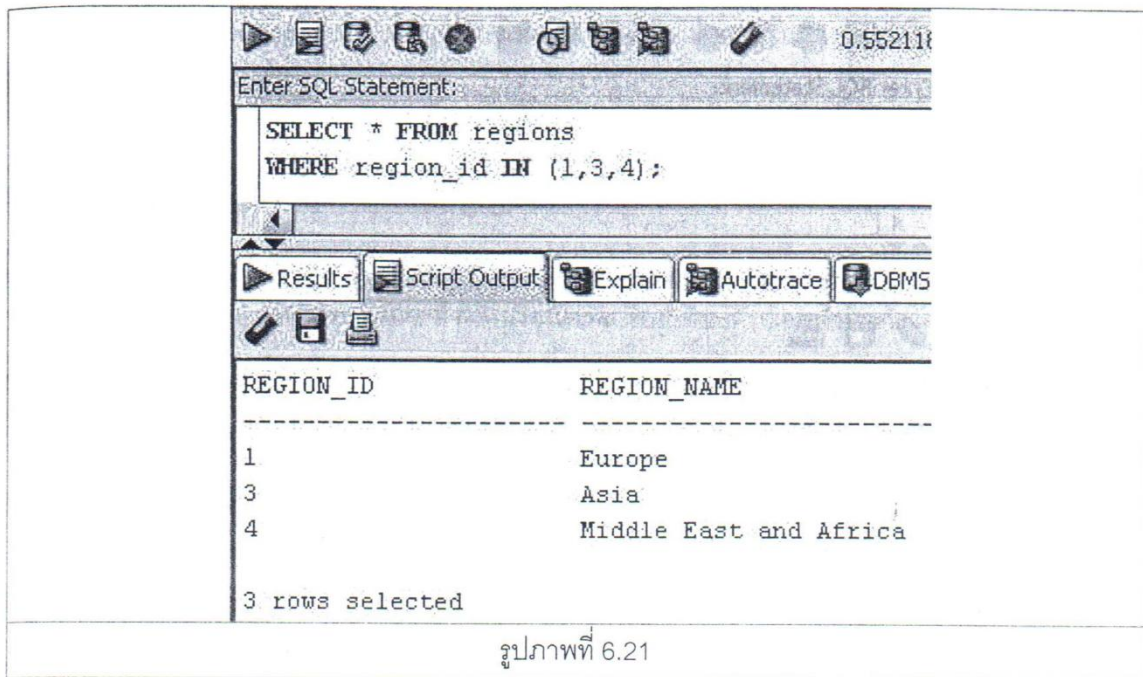 0.552118
Enter SQL Statement:
SELECT * FROM regions
WHERE region_id IN (1,3,4);
Results Script Output Explain Autotrace DBMS
REGION_ID REGION_NAME
---------------------- -------------------------
1 Europe
3 Asia
4 Middle East and Africa
3 rows selected
รูปภาพที่ 6.21